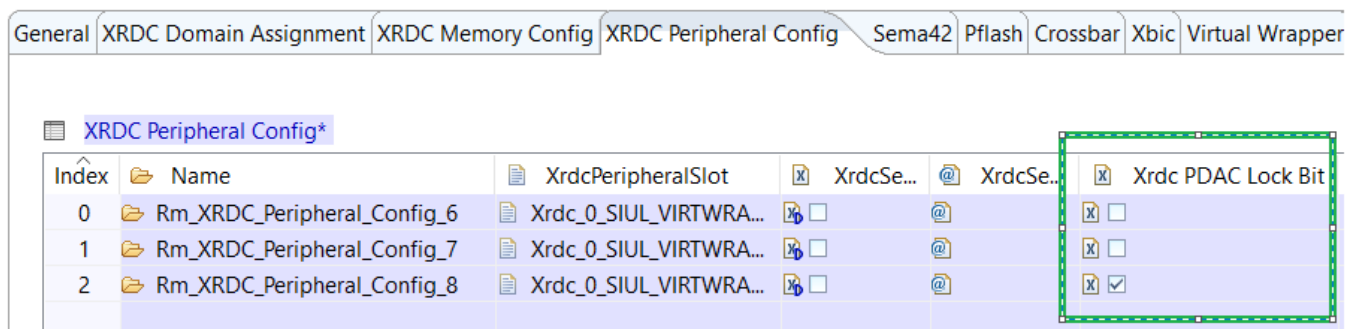 General XRDC Domain Assignment XRDC Memory Config XRDC Peripheral Config Sema42 Pflash Crossbar Xbic Virtual Wrapper
XRDC Peripheral Config*
Index Name XrdcPeripheralSlot XrdcSe... XrdcSe... Xrdc PDAC Lock Bit
0 Rm_XRDC_Peripheral_Config_6 Xrdc_0_SIUL_VIRTWRA...
1 Rm_XRDC_Peripheral_Config_7 Xrdc_0_SIUL_VIRTWRA...
2 Rm_XRDC_Peripheral_Config_8 Xrdc_0_SIUL_VIRTWRA...